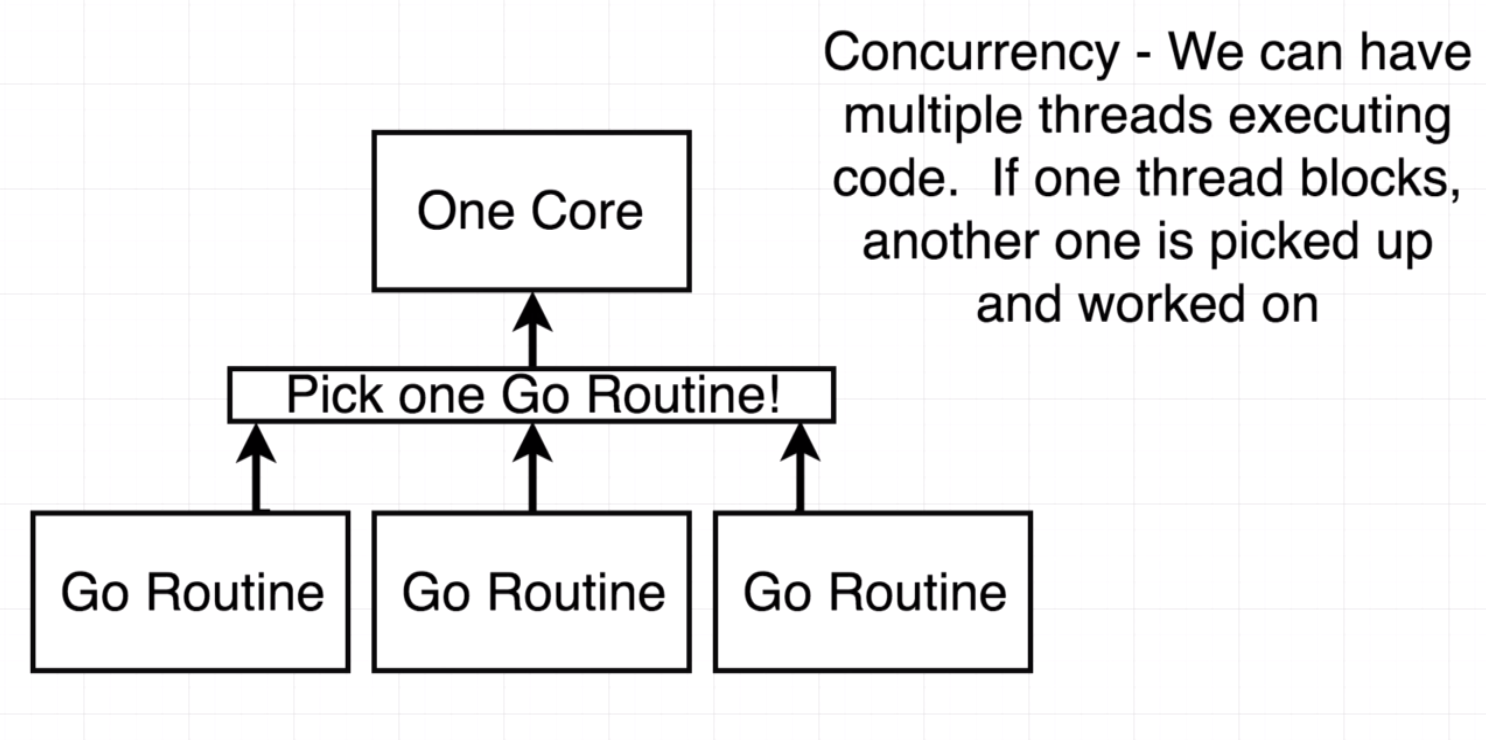 Concurrency - We can have
multiple threads executing
code.  If one thread blocks,
another one is picked up
and worked on
One Core
Pick one Go Routine!
Go Routine
Go Routine
Go Routine